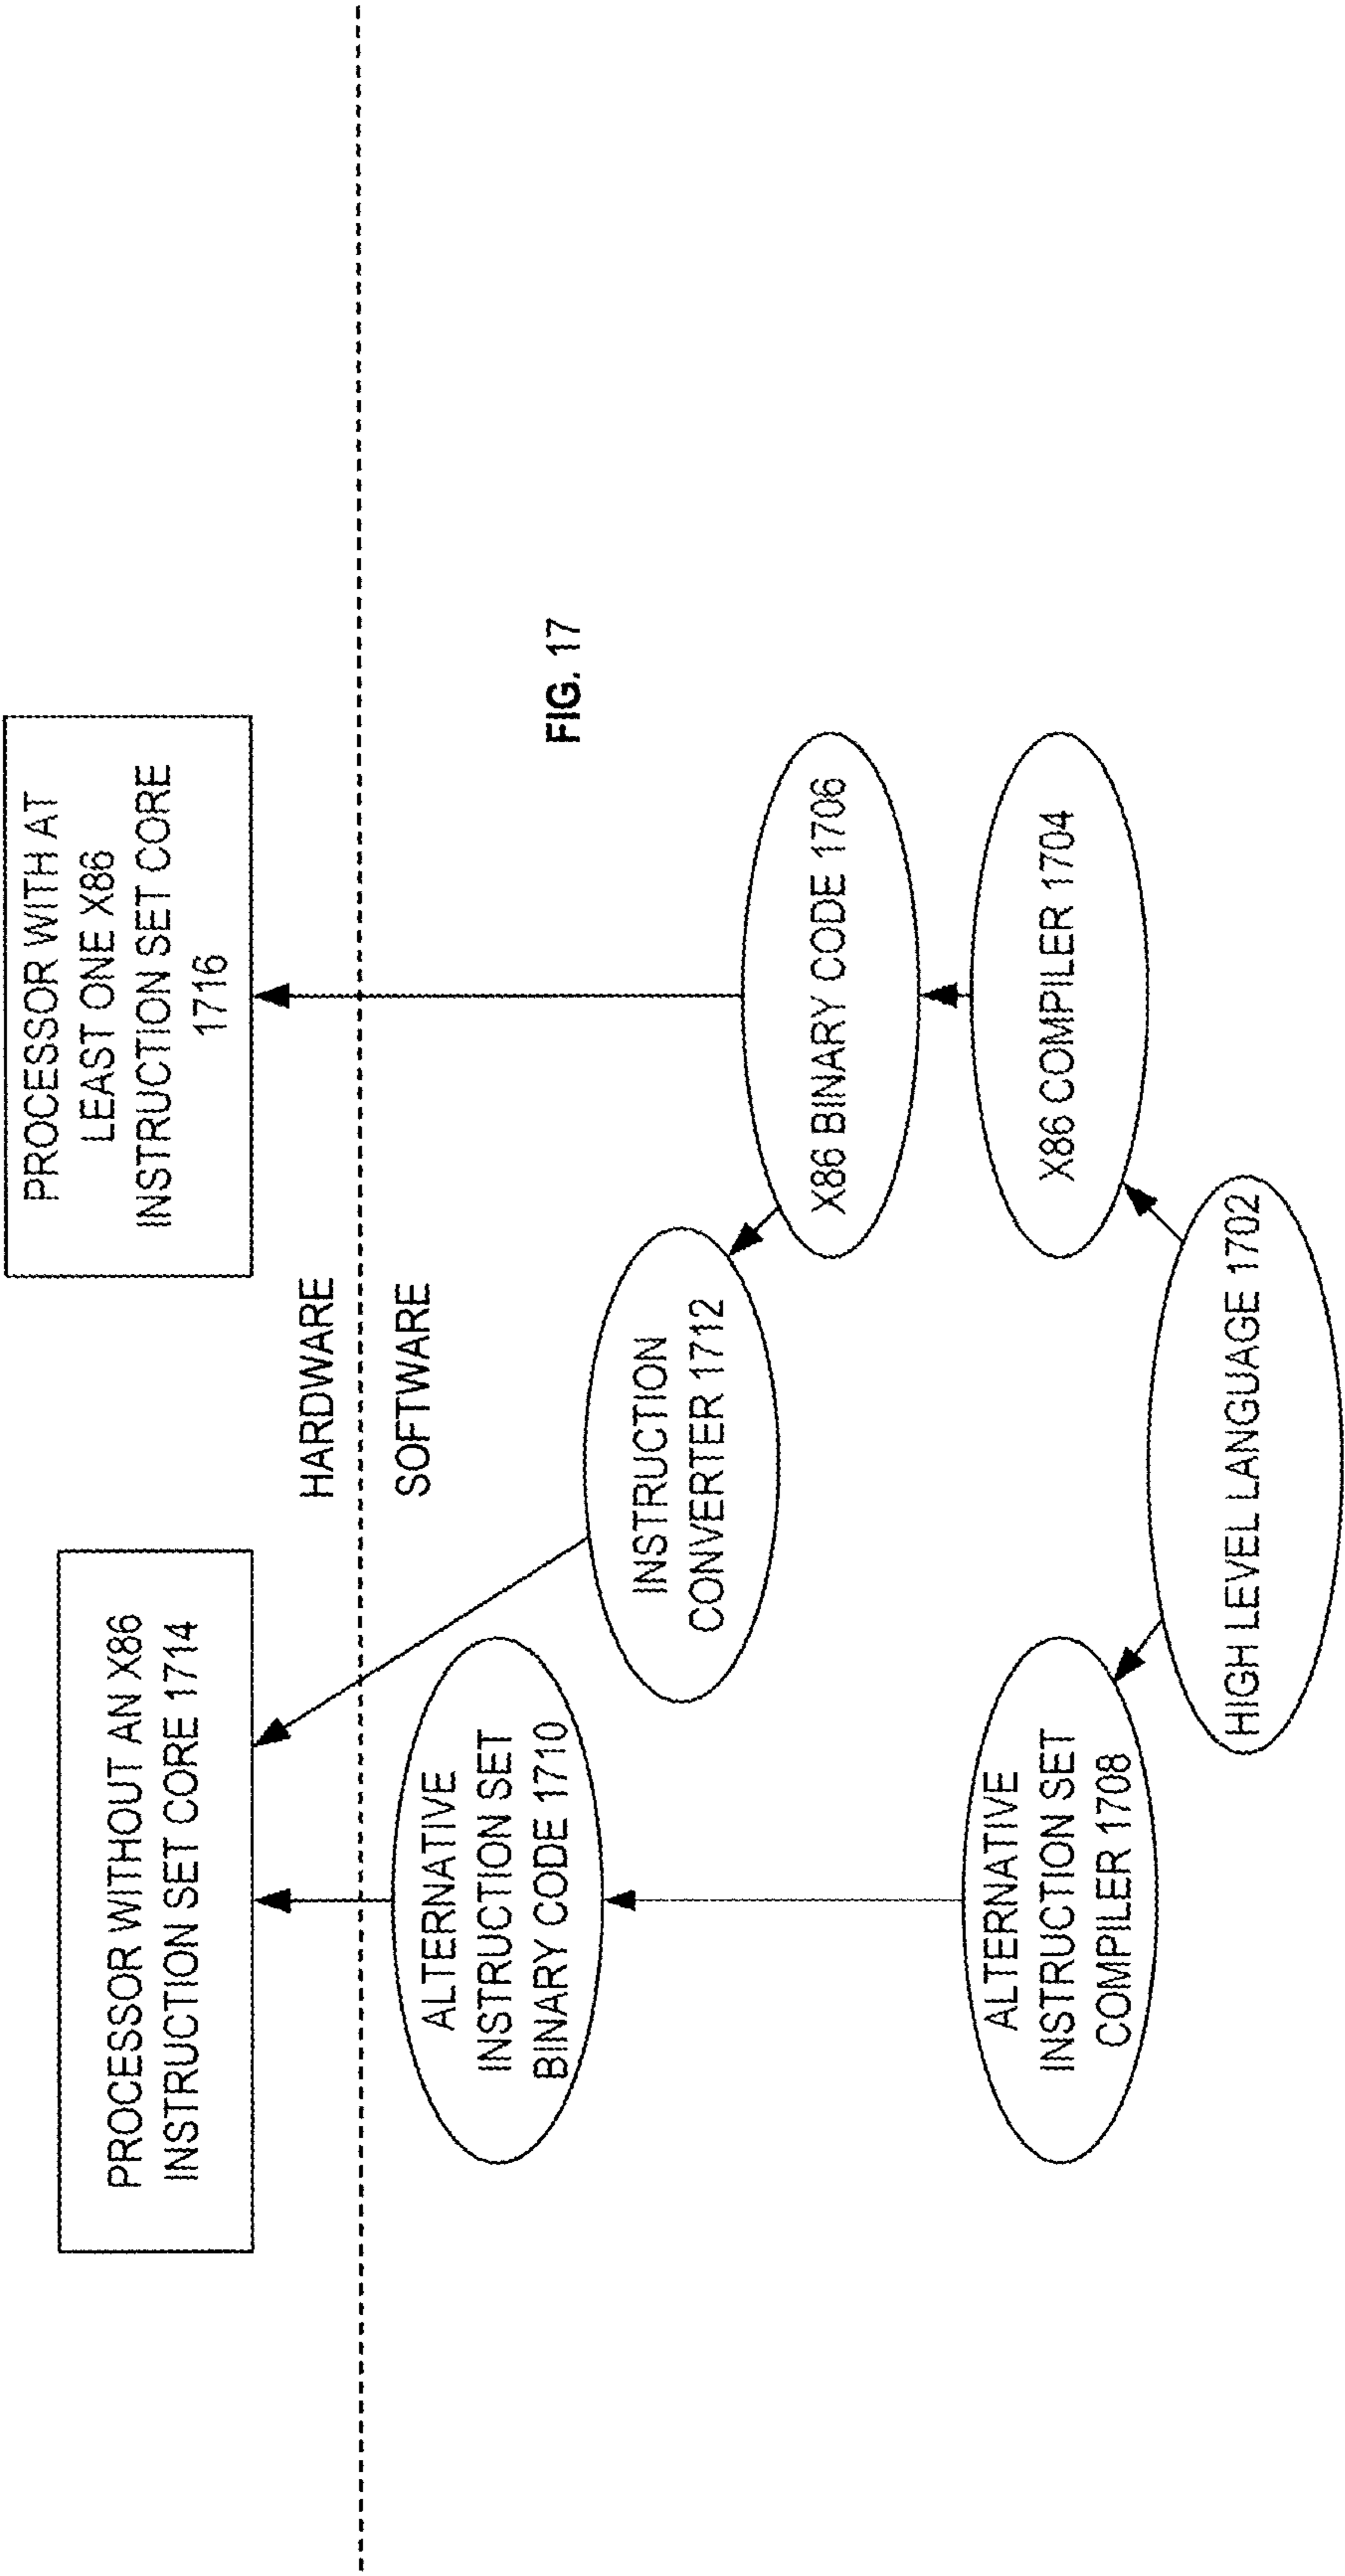 PROCESSOR WITHOUT AN X86
INSTRUCTION SET CORE 1714
PROCESSOR WITH AT
LEAST ONE X86
INSTRUCTION SET CORE
1716
HARDWARE
SOFTWARE
ALTERNATIVE
INSTRUCTION SET
BINARY CODE 1710
INSTRUCTION
CONVERTER 1712
FIG. 17
X86 BINARY CODE 1706
ALTERNATIVE
INSTRUCTION SET
COMPILER 1708
X86 COMPILER 1704
HIGH LEVEL LANGUAGE 1702